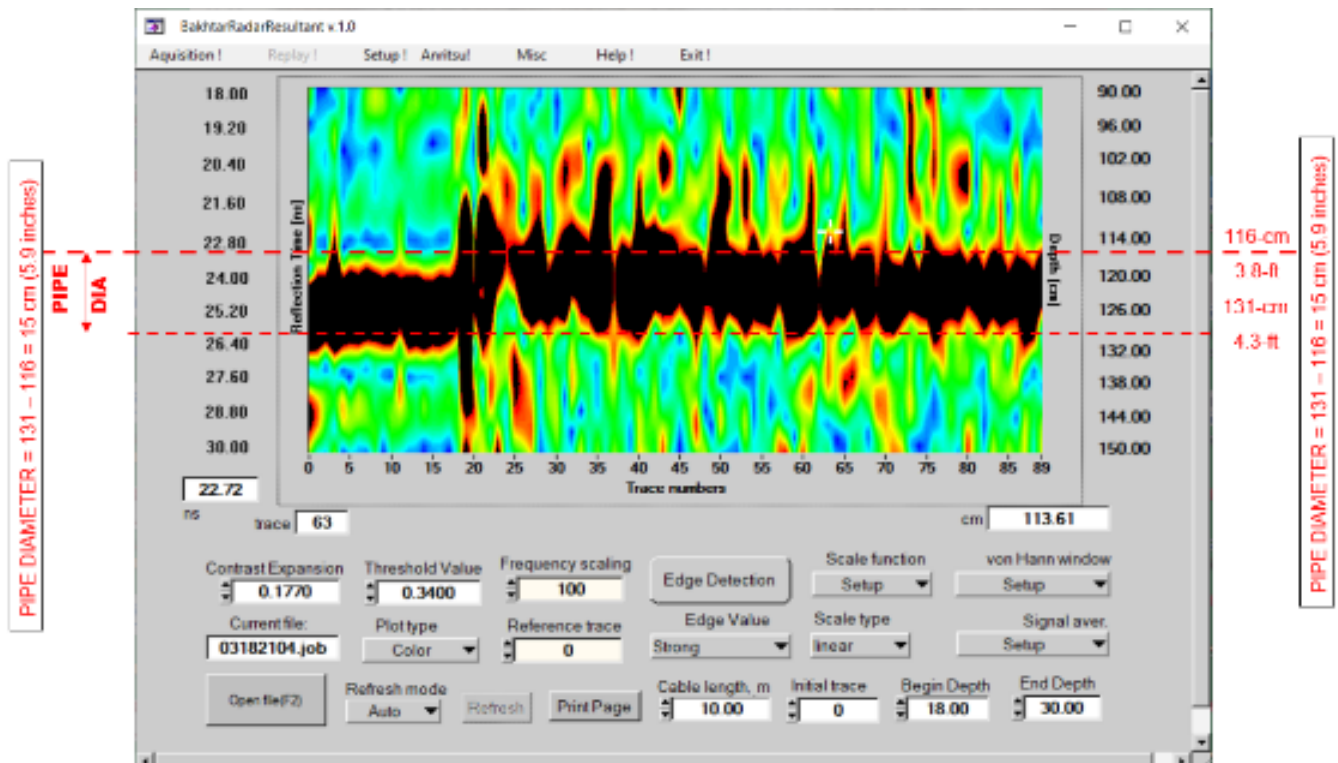 BakhtarRadarResultant v.1.0
Aquisition !
Replay !
Setup !
Anritsu!
Misc
Help !
Exit !
18.00
19.20
20.40
21.60
22.80
24.00
25.20
26.40
27.60
28.80
30.00
Reflection Time [m]
90.00
96.00
102.00
108.00
114.00
120.00
126.00
132.00
138.00
144.00
150.00
Depth [cm]
0 5 10 15 20 25 30 35 40 45 50 55 60 65 70 75 80 85 89
Trace numbers
PIPE DIAMETER = 131 – 116 = 15 cm (5.9 inches)
PIPE
DIA
116-cm
3.8-ft
131-cm
4.3-ft
PIPE DIAMETER = 131 – 116 = 15 cm (5.9 inches)
22.72
ns
trace 63
cm 113.61
Contrast Expansion
0.1770
Threshold Value
0.3400
Frequency scaling
100
Edge Detection
Scale function
Setup
von Hann window
Setup
Current file:
03182104.job
Plot type
Color
Reference trace
0
Edge Value
Strong
Scale type
linear
Signal aver.
Setup
Open file(F2)
Refresh mode
Auto
Refresh
Print Page
Cable length, m
10.00
Initial trace
0
Begin Depth
18.00
End Depth
30.00